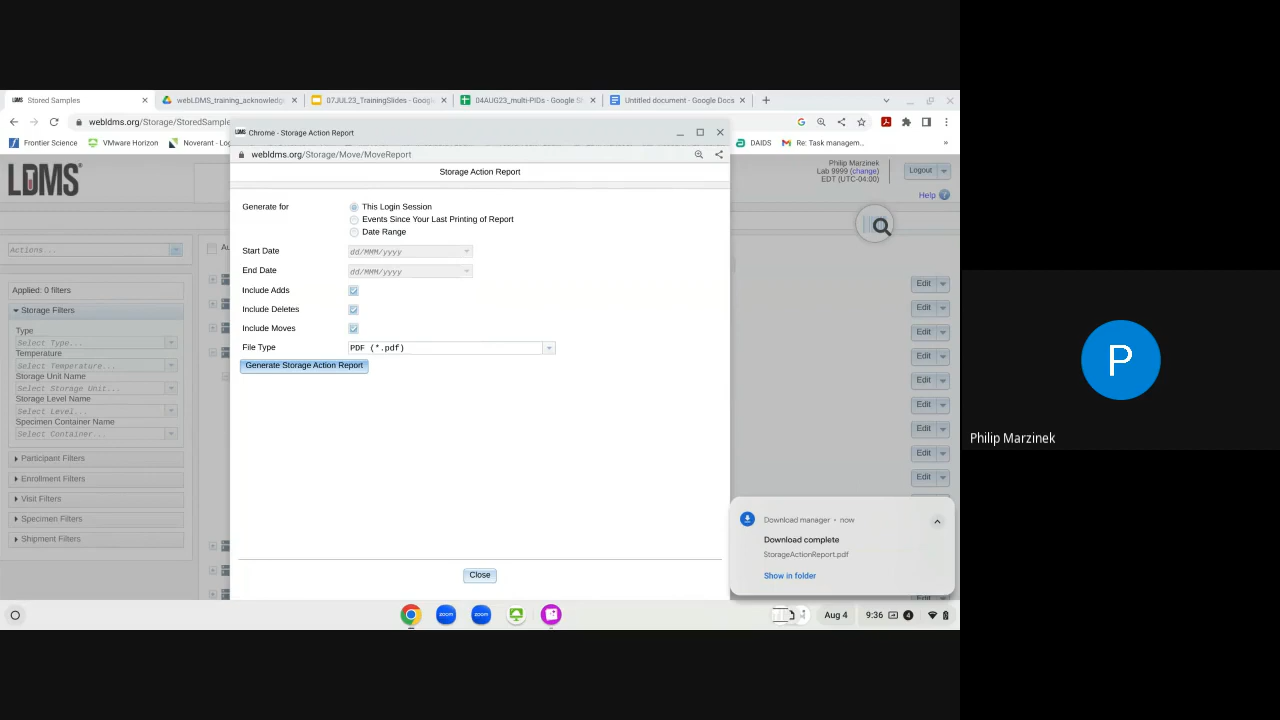 Stored Samples
webLDMS_training_acknowledg
07JUL23_TrainingSlides - Google
04AUG23_multi-PIDs - Google Sh
Untitled document - Google Docs
webldms.org/Storage/StoredSample
Frontier Science
VMware Horizon
Noverant - Log
DAIDS
Re: Task managem...
»
LDMS
Chrome - Storage Action Report
webldms.org/Storage/Move/MoveReport
Storage Action Report
Philip Marzinek
Lab 9999 (change)
EDT (UTC-04:00)
Logout
Help
Actions ..
Applied: 0 filters
Storage Filters
Type
Select Type...
Temperature
Select Temperature...
Storage Unit Name
Select Storage Unit...
Storage Level Name
Select Level...
Specimen Container Name
Select Container...
Participant Filters
Enrollment Filters
Visit Filters
Specimen Filters
Shipment Filters
Generate for
This Login Session
Events Since Your Last Printing of Report
Date Range
Start Date
dd/MMM/yyyy
End Date
dd/MMM/yyyy
Include Adds
Include Deletes
Include Moves
File Type
PDF (*.pdf)
Generate Storage Action Report
Close
Edit
Edit
Edit
Edit
Edit
Edit
Edit
Edit
Edit
Download manager • now
Download complete
StorageActionReport.pdf
Show in folder
zoom
zoom
Aug 4
9:36
4
P
Philip Marzinek